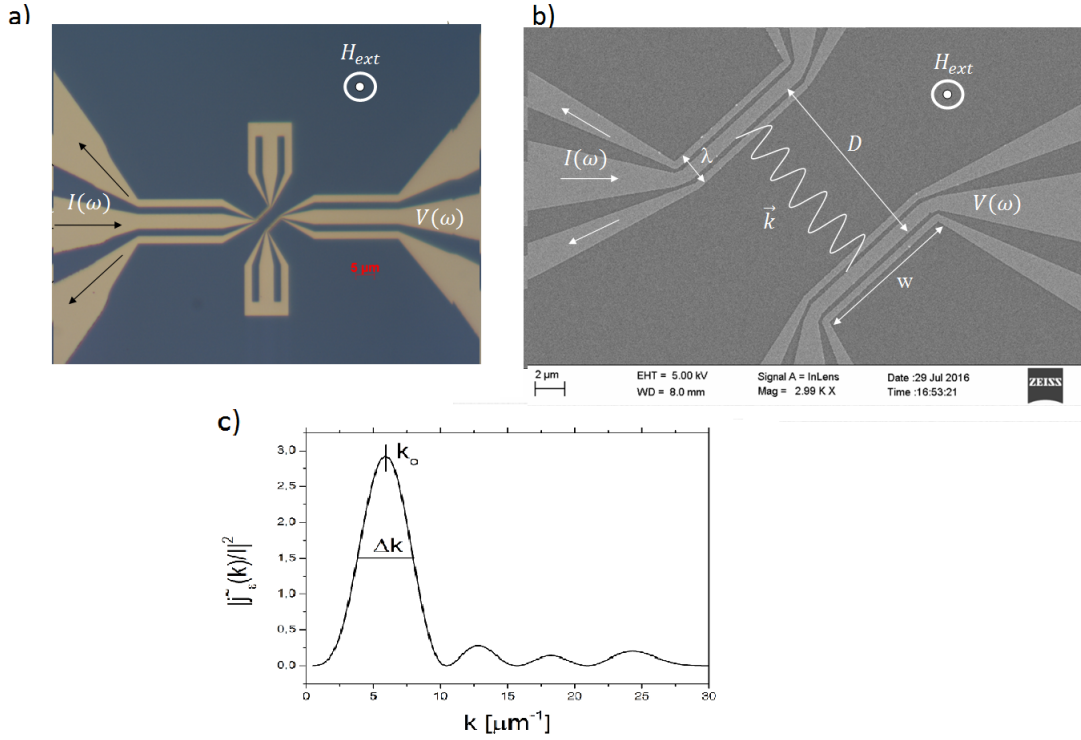 a)
H_ext
I(ω)
V(ω)
5 μm
b)
H_ext
D
I(ω)
λ
V(ω)
k⃗
w
2 μm
EHT = 5.00 kV
WD = 8.0 mm
Signal A = InLens
Mag = 2.99 K X
Date :29 Jul 2016
Time :16:53:21
ZEISS
c)
3,0
2,5
2,0
1,5
1,0
0,5
0,0
k_o
Δk
|j̃_ε(k)/I|²
0 5 10 15 20 25 30
k [μm⁻¹]